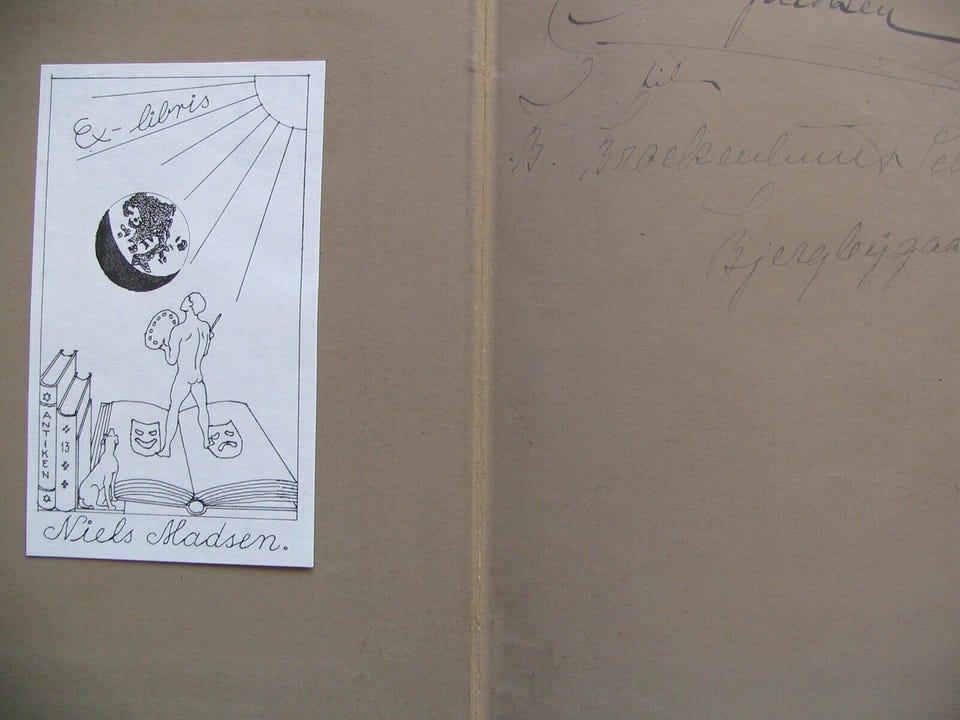 Ex-libris
ANTIKEN
13
Niels Madsen.
til
B.
Bjergbygaa